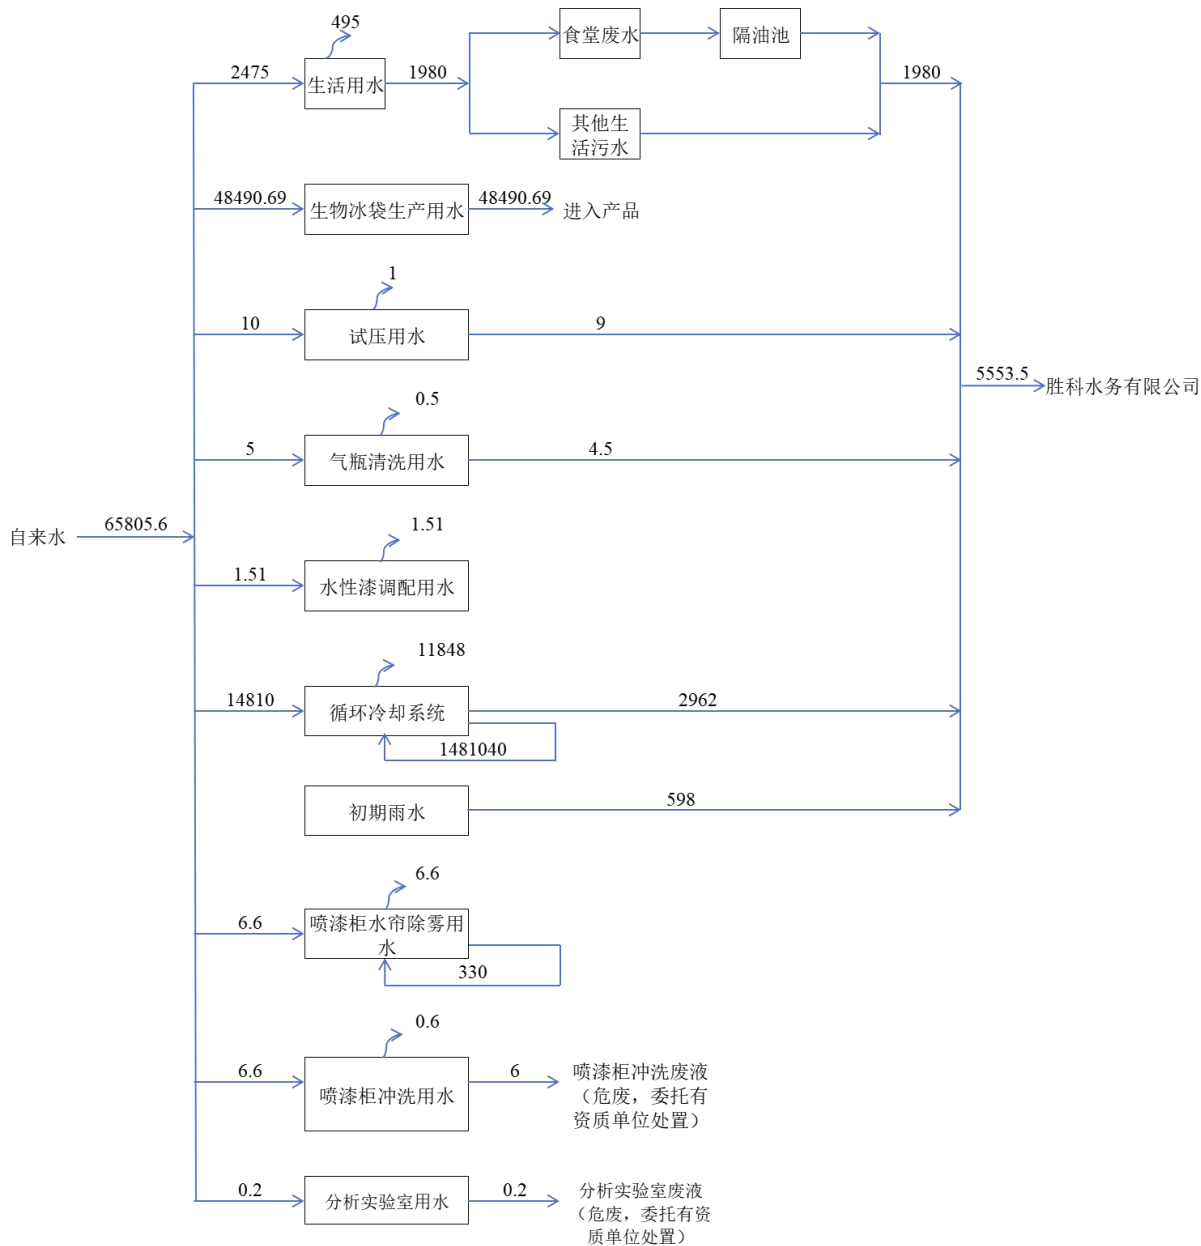 495
食堂废水
隔油池
2475
生活用水
1980
1980
其他生
活污水
48490.69
生物冰袋生产用水
48490.69
进入产品
1
10
试压用水
9
5553.5
胜科水务有限公司
0.5
5
气瓶清洗用水
4.5
自来水
65805.6
1.51
1.51
水性漆调配用水
11848
14810
循环冷却系统
2962
1481040
初期雨水
598
6.6
6.6
喷漆柜水帘除雾用
水
330
0.6
6.6
喷漆柜冲洗用水
6
喷漆柜冲洗废液
（危废，委托有
资质单位处置）
0.2
分析实验室用水
0.2
分析实验室废液
（危废，委托有资
质单位处置）